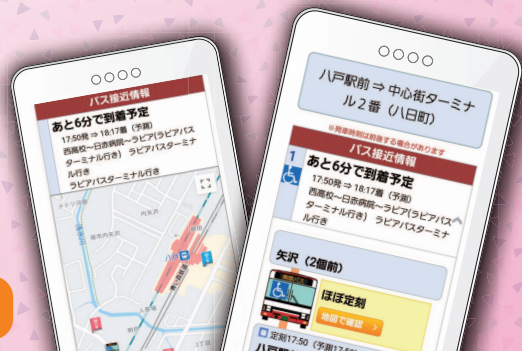 バス接近情報
あと6分で到着予定
17:50発 ⇒ 18:17着（予測）
西高校～日赤病院～ラピア(ラピアバス
ターミナル行き） ラピアバスターミナ
ル行き
ラピアバスターミナル行き
内矢沢
八戸
八戸駅前 ⇒ 中心街ターミナ
ル２番（八日町）
※発車時刻は前後する場合があります
バス接近情報
1
あと6分で到着予定
17:50発 ⇒ 18:17着（予測）
西高校～日赤病院～ラピア(ラピアバス
ターミナル行き） ラピアバスターミナ
ル行き
矢沢（2個前）
ほぼ定刻
地図で確認
定刻17:50（予測17:50